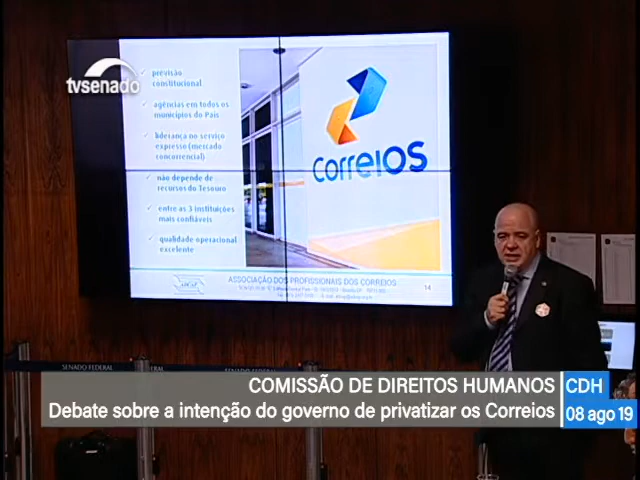 tvsenado
previsão
constitucional
agências em todos os
municípios do País
liderança no serviço
expresso (mercado
concorrencial)
não depende de
recursos do Tesouro
entre as 3 instituições
mais confiáveis
qualidade operacional
excelente
correios
ASSOCIAÇÃO DOS PROFISSIONAIS DOS CORREIOS
14
SENADO FEDERAL
SENADO FEDERAL
COMISSÃO DE DIREITOS HUMANOS
CDH
Debate sobre a intenção do governo de privatizar os Correios
08 ago 19